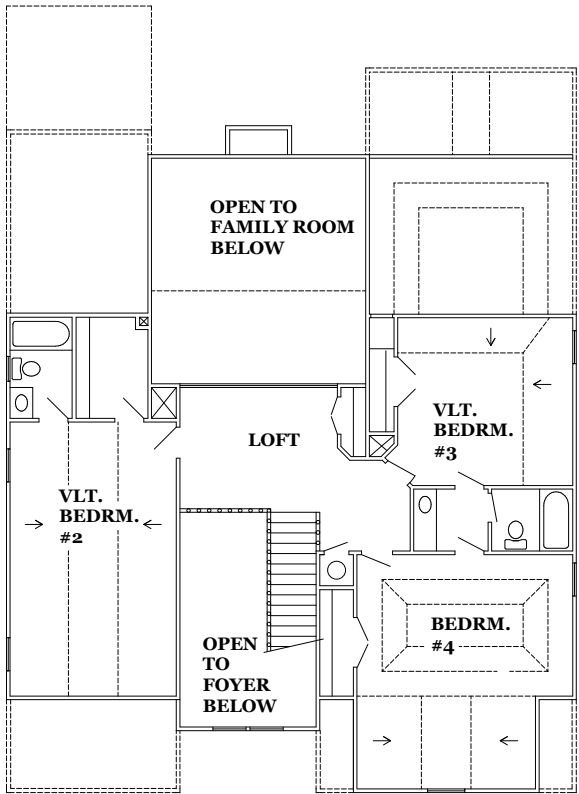 OPEN TO
FAMILY ROOM
BELOW
LOFT
VLT.
BEDRM.
#3
VLT.
BEDRM.
#2
BEDRM.
#4
OPEN
TO
FOYER
BELOW